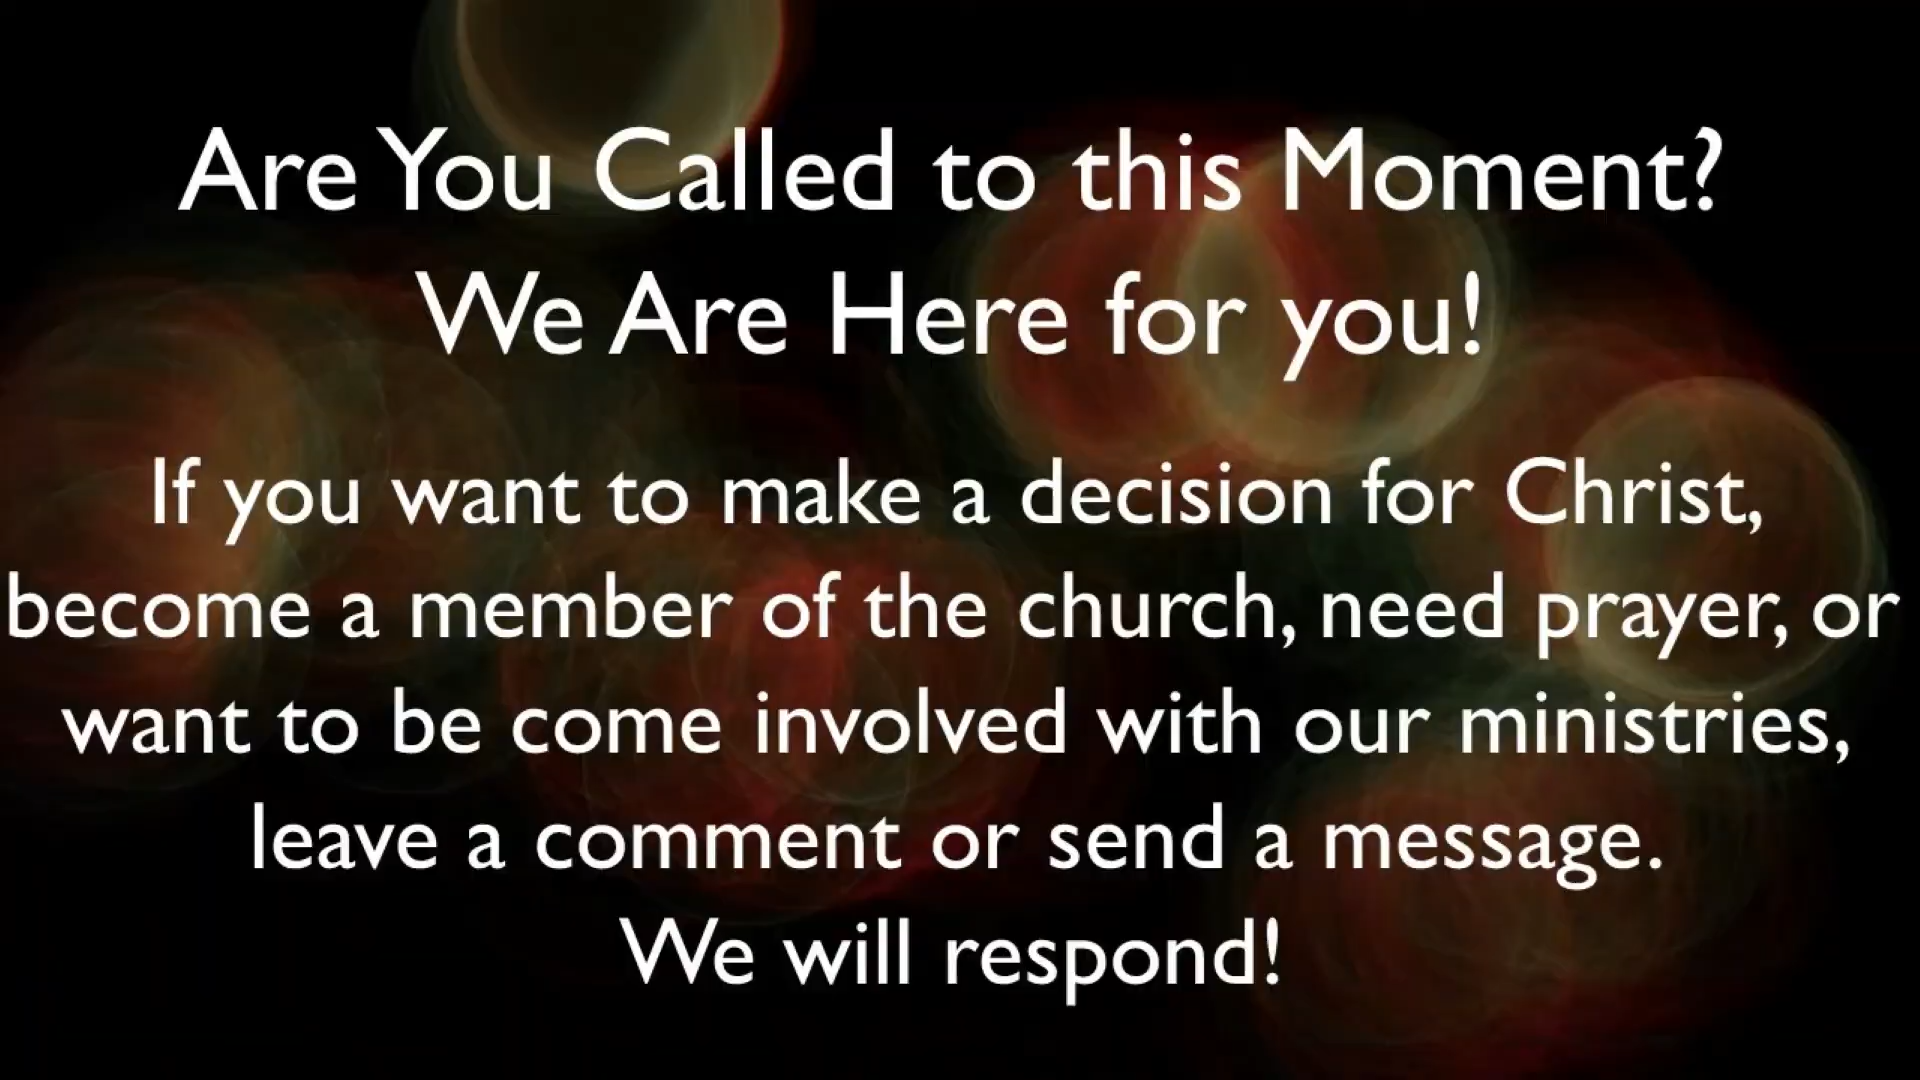 Are You Called to this Moment?
We Are Here for you!
If you want to make a decision for Christ,
become a member of the church, need prayer, or
want to be come involved with our ministries,
leave a comment or send a message.
We will respond!